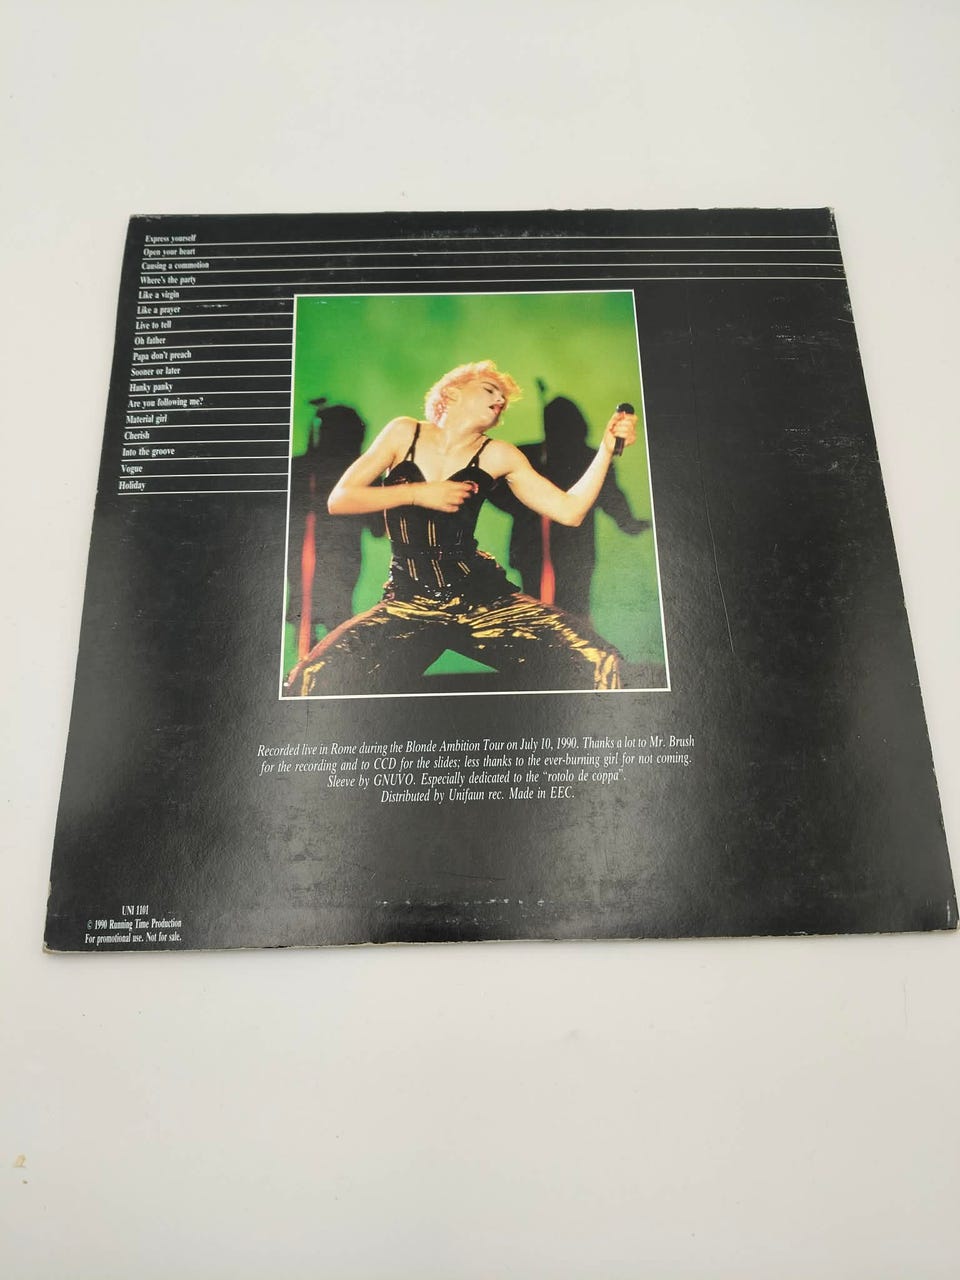 Express yourself
Open your heart
Causing a commotion
Where's the party
Like a virgin
Like a prayer
Live to tell
Oh father
Papa don't preach
Sooner or later
Hanky panky
Are you following me?
Material girl
Cherish
Into the groove
Vogue
Holiday
Recorded live in Rome during the Blonde Ambition Tour on July 10, 1990. Thanks a lot to Mr. Brush
for the recording and to CCD for the slides; less thanks to the ever-burning girl for not coming.
Sleeve by GNUVO. Especially dedicated to the "rotolo de coppa".
Distributed by Unifaun rec. Made in EEC.
UNI 1101
© 1990 Running Time Production
For promotional use. Not for sale.